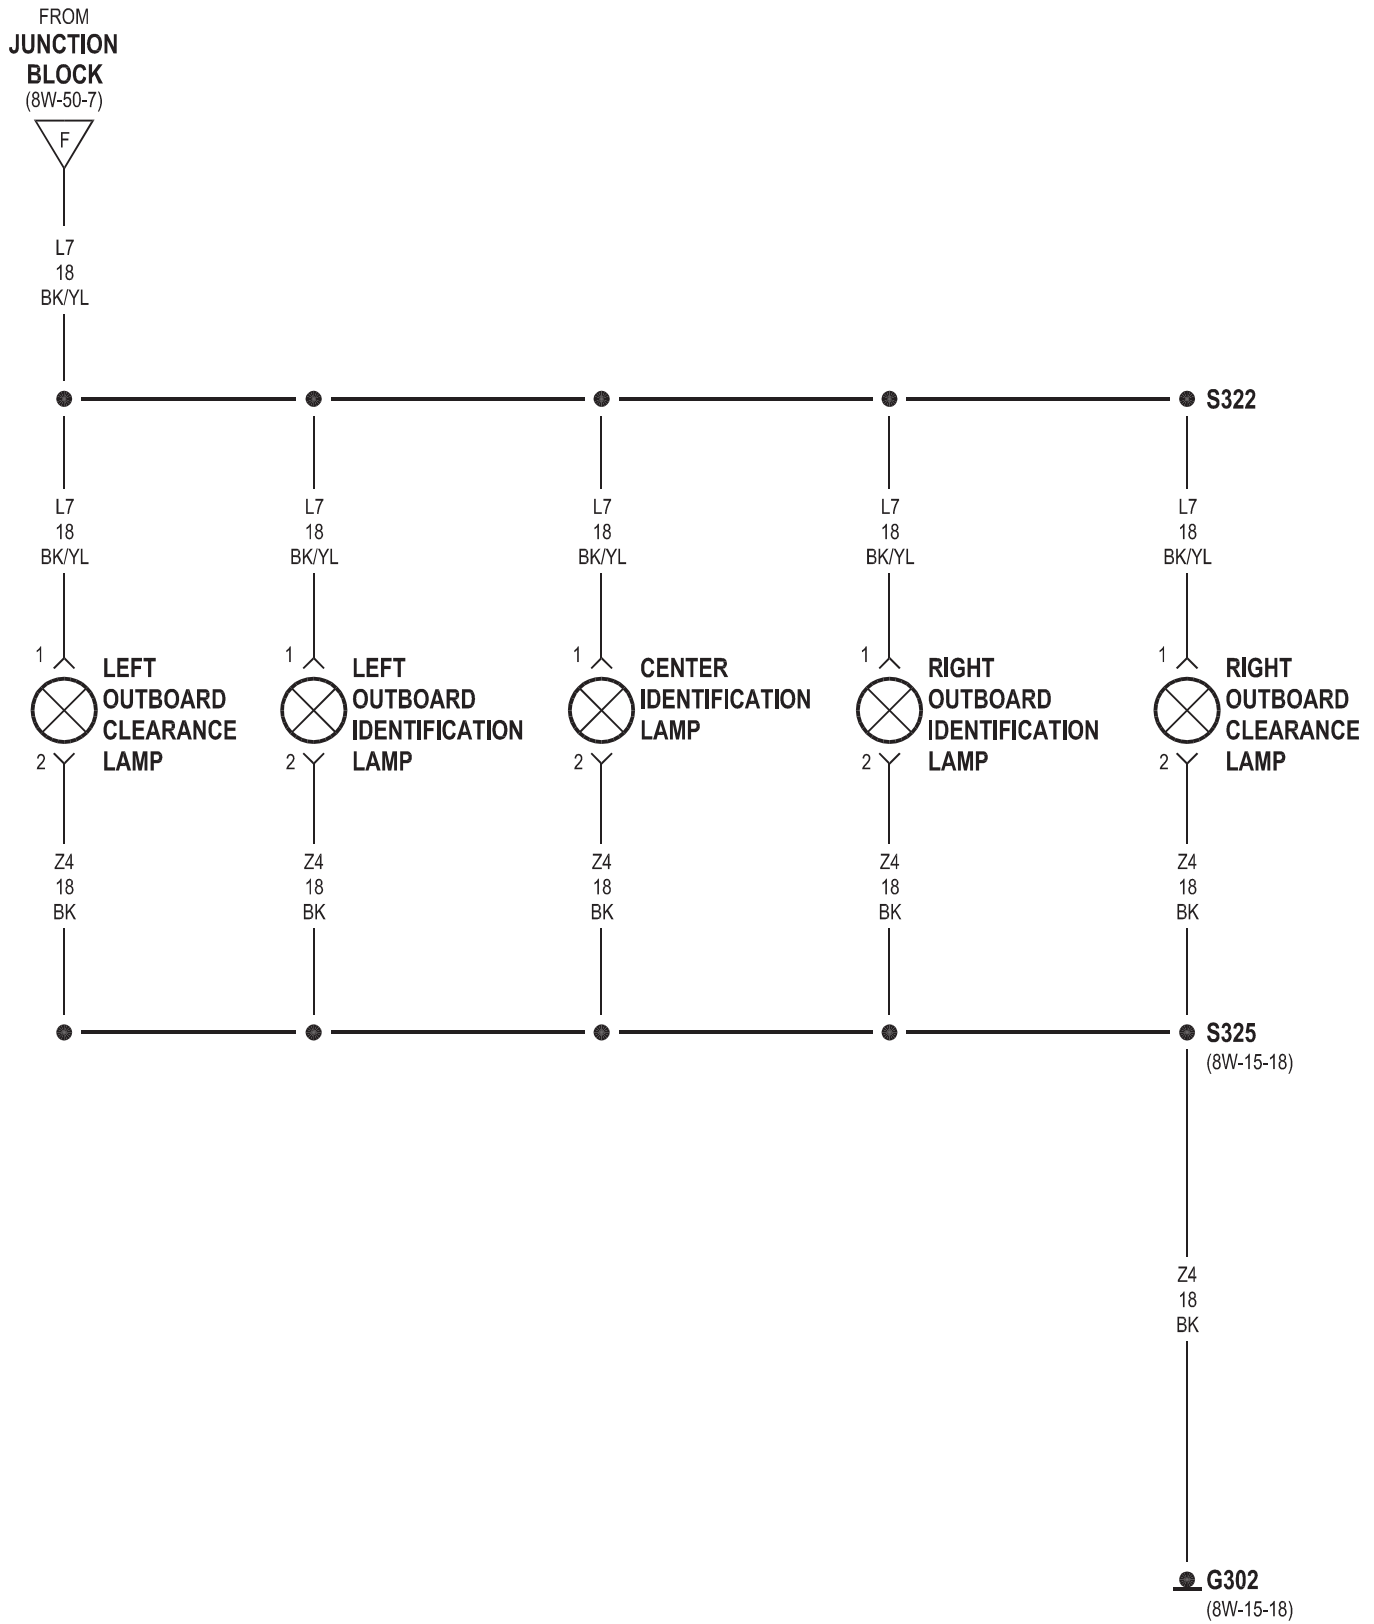 FROM
JUNCTION
BLOCK
(8W-50-7)
F
L7
18
BK/YL
S322
L7
18
BK/YL
L7
18
BK/YL
L7
18
BK/YL
L7
18
BK/YL
L7
18
BK/YL
1
LEFT
OUTBOARD
CLEARANCE
LAMP
2
1
LEFT
OUTBOARD
IDENTIFICATION
LAMP
2
1
CENTER
IDENTIFICATION
LAMP
2
1
RIGHT
OUTBOARD
IDENTIFICATION
LAMP
2
1
RIGHT
OUTBOARD
CLEARANCE
LAMP
2
Z4
18
BK
Z4
18
BK
Z4
18
BK
Z4
18
BK
Z4
18
BK
S325
(8W-15-18)
Z4
18
BK
G302
(8W-15-18)